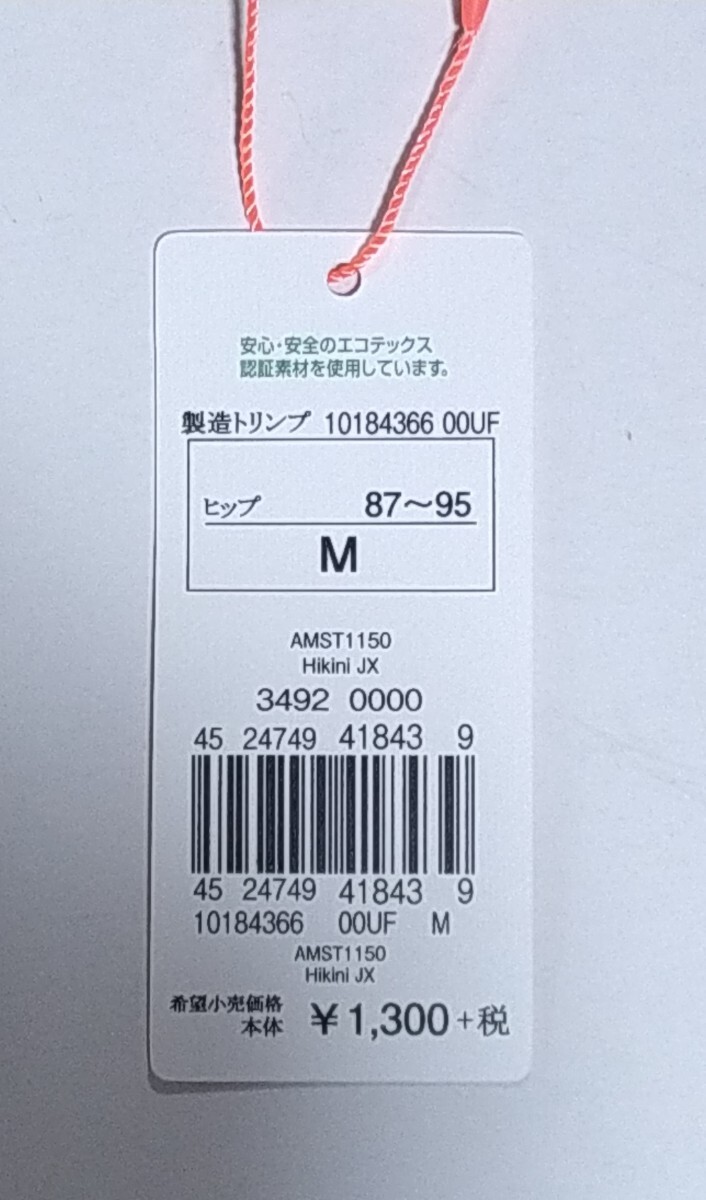 安心・安全のエコテックス
認証素材を使用しています。
製造トリンプ 10184366 00UF
ヒップ 87～95
M
AMST1150
Hikini JX
3492 0000
45 24749 41843 9
45 24749 41843 9
10184366 00UF M
AMST1150
Hikini JX
希望小売価格
本体 ¥1,300+税